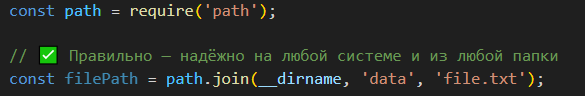 const path = require('path');
// ✅ Правильно — надёжно на любой системе и из любой папки
const filePath = path.join(__dirname, 'data', 'file.txt');